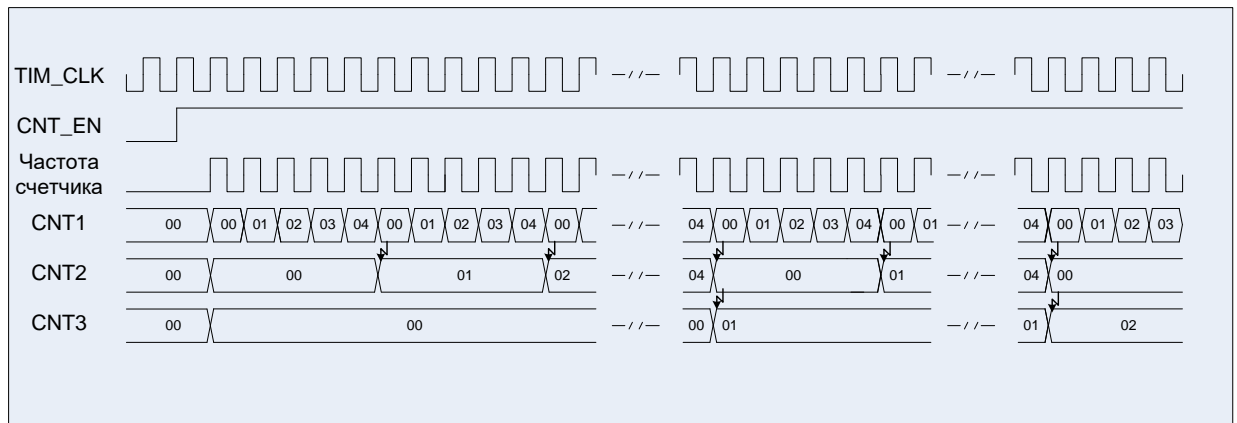 TIM_CLK
CNT_EN
Частота
счетчика
CNT1 00 00 01 02 03 04 00 01 02 03 04 00 04 00 01 02 03 04 00 01 04 00 01 02 03
CNT2 00 00 01 02 04 00 01 04 00
CNT3 00 00 00 01 01 02